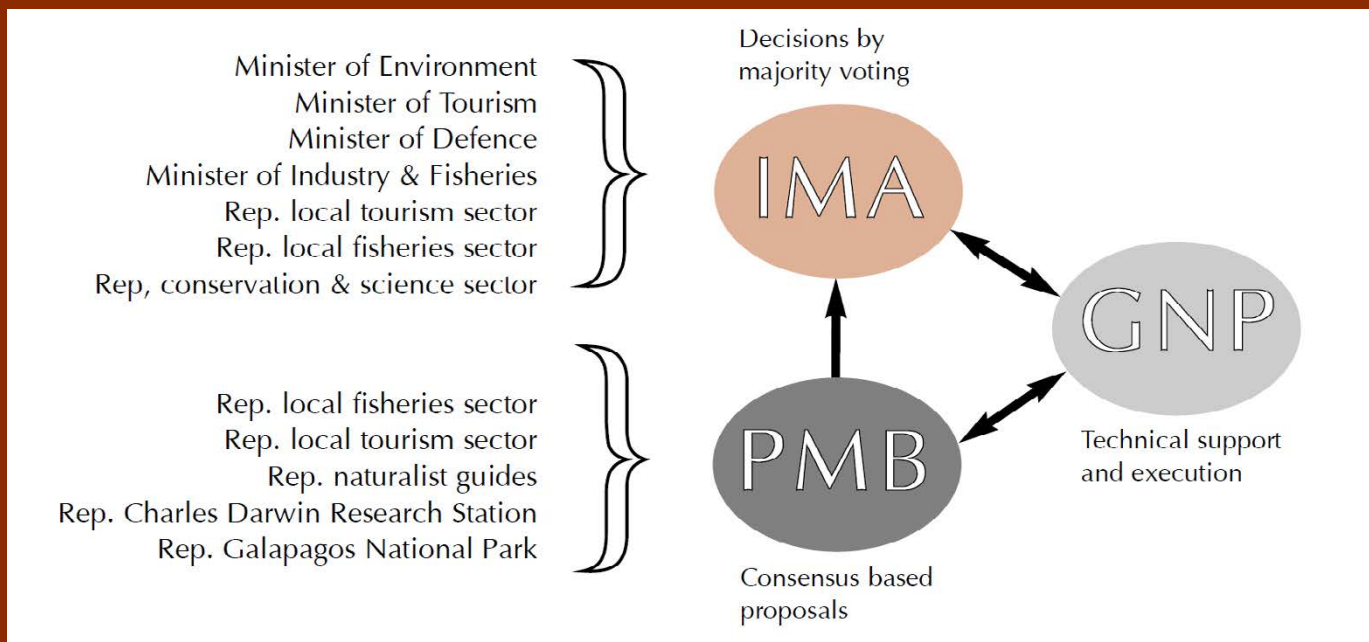 Minister of Environment
Minister of Tourism
Minister of Defence
Minister of Industry & Fisheries
Rep. local tourism sector
Rep. local fisheries sector
Rep, conservation & science sector
Rep. local fisheries sector
Rep. local tourism sector
Rep. naturalist guides
Rep. Charles Darwin Research Station
Rep. Galapagos National Park
Decisions by
majority voting
IMA
GNP
Technical support
and execution
PMB
Consensus based
proposals